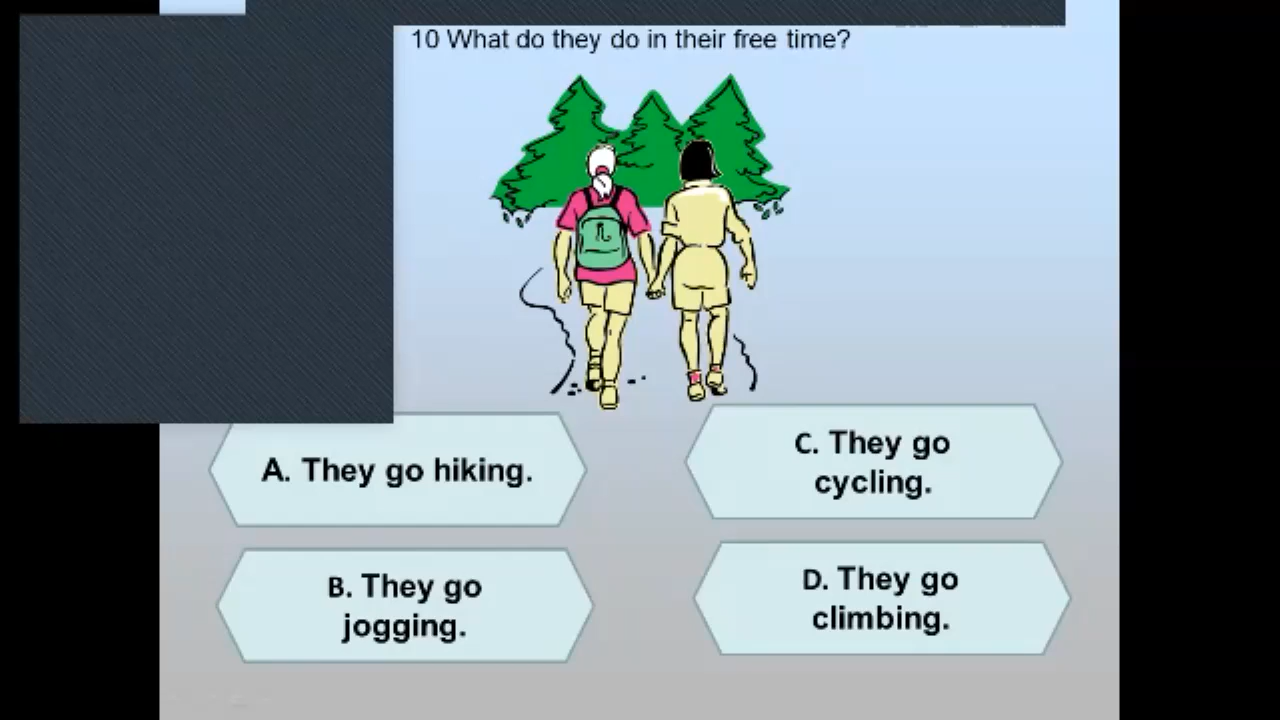 10 What do they do in their free time?
A. They go hiking.
C. They go
cycling.
B. They go
jogging.
D. They go
climbing.